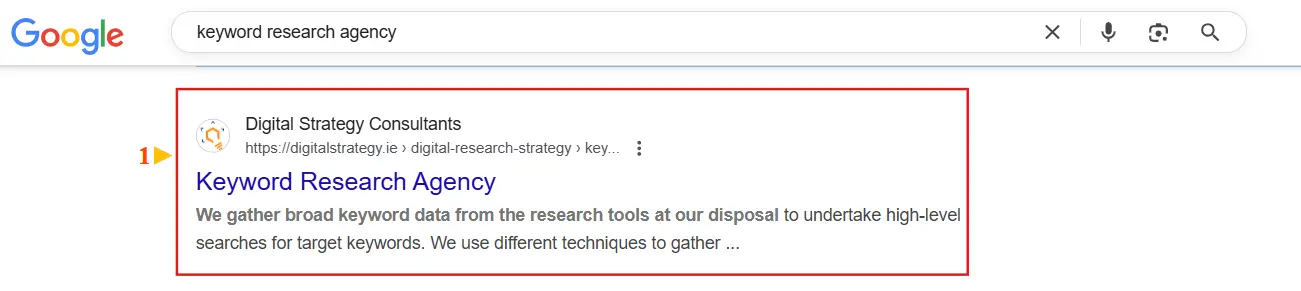 Google
keyword research agency
1
Digital Strategy Consultants
https://digitalstrategy.ie › digital-research-strategy › key...
Keyword Research Agency
We gather broad keyword data from the research tools at our disposal to undertake high-level
searches for target keywords. We use different techniques to gather ...